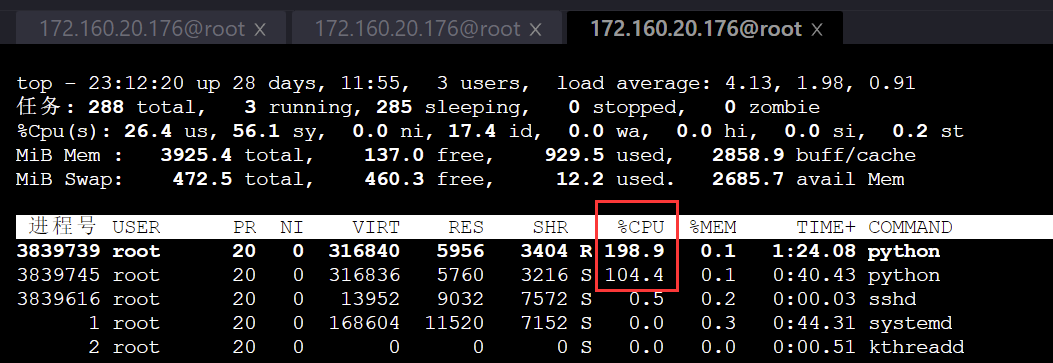 172.160.20.176@root X 172.160.20.176@root X 172.160.20.176@root X
top - 23:12:20 up 28 days, 11:55, 3 users, load average: 4.13, 1.98, 0.91
任务: 288 total, 3 running, 285 sleeping, 0 stopped, 0 zombie
%Cpu(s): 26.4 us, 56.1 sy, 0.0 ni, 17.4 id, 0.0 wa, 0.0 hi, 0.0 si, 0.2 st
MiB Mem : 3925.4 total, 137.0 free, 929.5 used, 2858.9 buff/cache
MiB Swap: 472.5 total, 460.3 free, 12.2 used. 2685.7 avail Mem
进程号 USER PR NI VIRT RES SHR %CPU %MEM TIME+ COMMAND
3839739 root 20 0 316840 5956 3404 R 198.9 0.1 1:24.08 python
3839745 root 20 0 316836 5760 3216 S 104.4 0.1 0:40.43 python
3839616 root 20 0 13952 9032 7572 S 0.5 0.2 0:00.03 sshd
1 root 20 0 168604 11520 7152 S 0.0 0.3 0:44.31 systemd
2 root 20 0 0 0 0 S 0.0 0.0 0:00.51 kthreadd